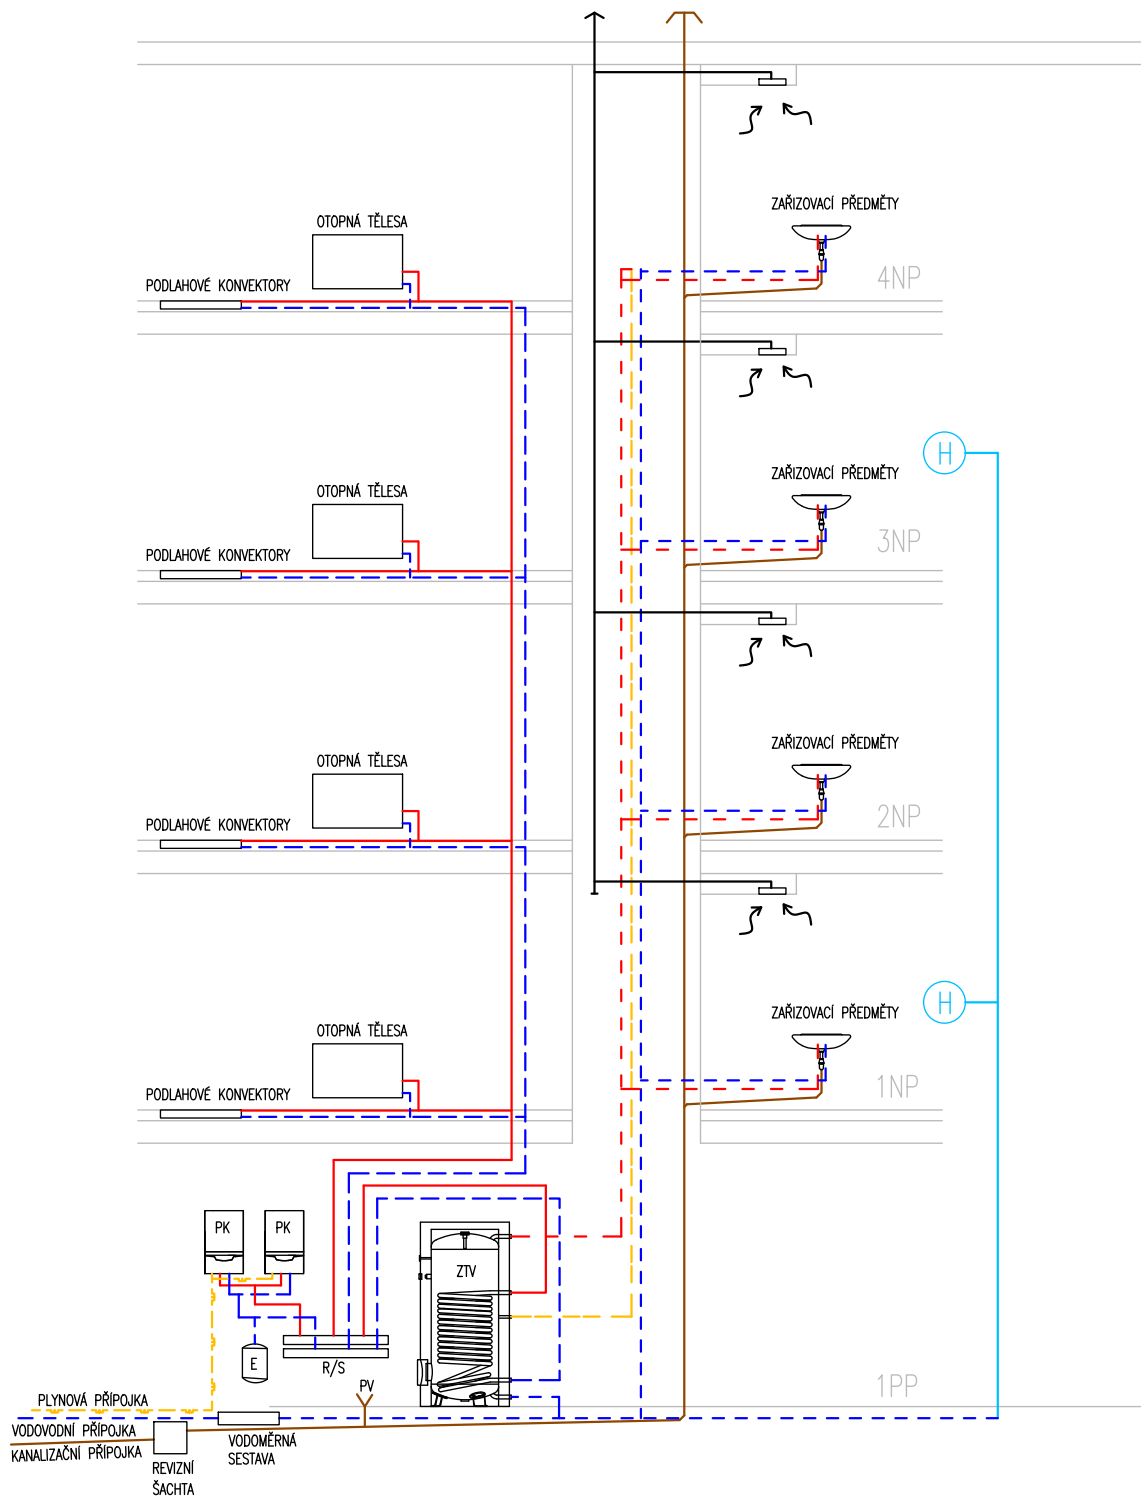 ZAŘIZOVACÍ PŘEDMĚTY
OTOPNÁ TĚLESA
PODLAHOVÉ KONVEKTORY
4NP
H
ZAŘIZOVACÍ PŘEDMĚTY
OTOPNÁ TĚLESA
3NP
PODLAHOVÉ KONVEKTORY
ZAŘIZOVACÍ PŘEDMĚTY
OTOPNÁ TĚLESA
2NP
PODLAHOVÉ KONVEKTORY
H
ZAŘIZOVACÍ PŘEDMĚTY
OTOPNÁ TĚLESA
1NP
PODLAHOVÉ KONVEKTORY
PK
PK
ZTV
E
R/S
PV
1PP
PLYNOVÁ PŘÍPOJKA
VODOVODNÍ PŘÍPOJKA
KANALIZAČNÍ PŘÍPOJKA
VODOMĚRNÁ
SESTAVA
REVIZNÍ
ŠACHTA